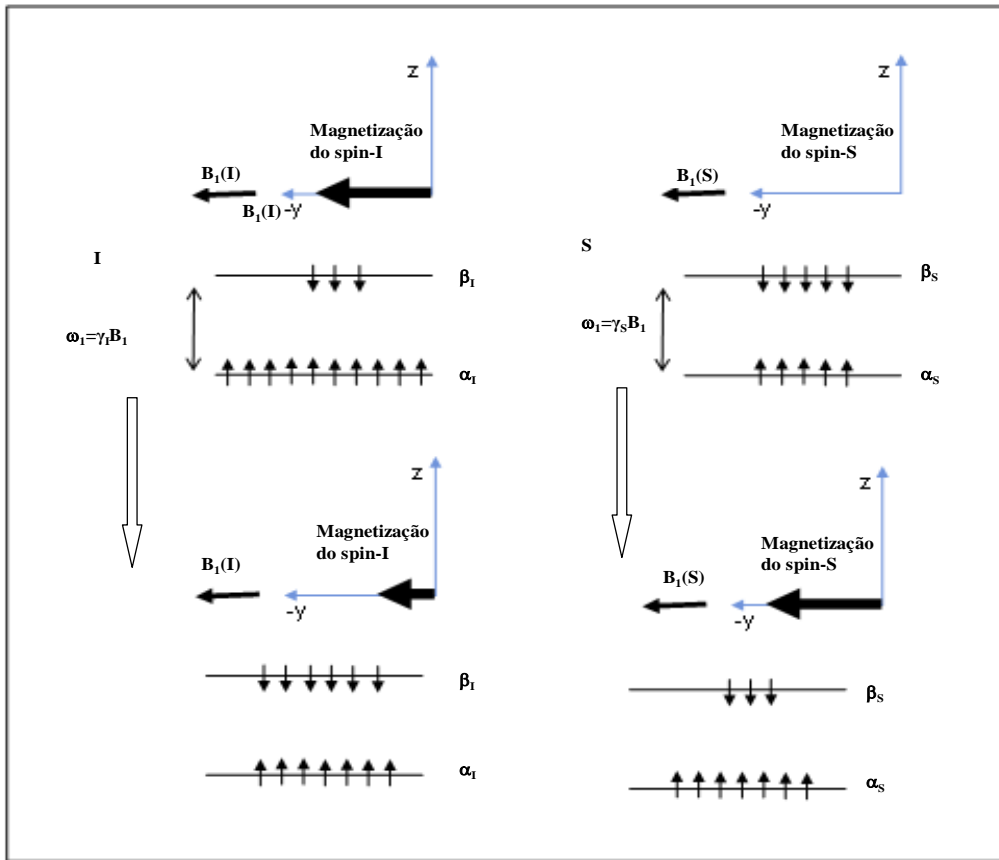 z
Magnetização
do spin-I
B₁(I)
B₁(I)
-y
I
βI
ω₁=γIB₁
αI
z
Magnetização
do spin-S
B₁(S)
-y
S
βS
ω₁=γSB₁
αS
z
Magnetização
do spin-I
B₁(I)
-y
βI
αI
z
Magnetização
do spin-S
B₁(S)
-y
βS
αS